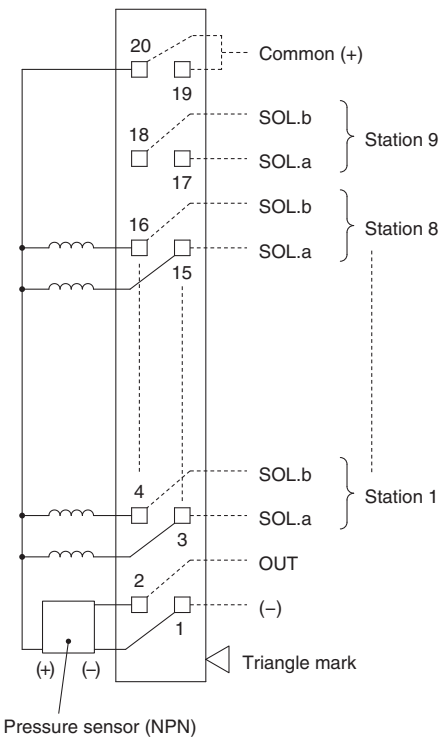 20
Common (+)
19
18
SOL.b
Station 9
SOL.a
17
16
SOL.b
Station 8
SOL.a
15
4
SOL.b
Station 1
SOL.a
3
2
OUT
(–)
1
(+) (–)
Triangle mark
Pressure sensor (NPN)